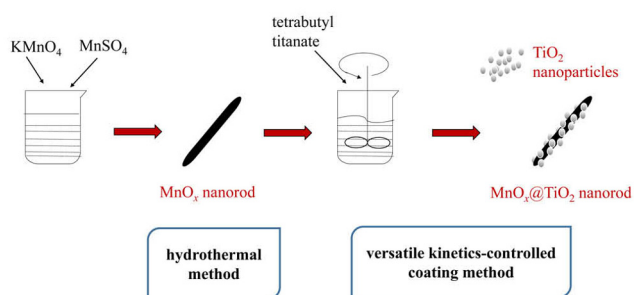 KMnO₄
MnSO₄
tetrabutyl
titanate
TiO₂
nanoparticles
MnOₓ nanorod
MnOₓ@TiO₂ nanorod
hydrothermal
method
versatile kinetics-controlled
coating method